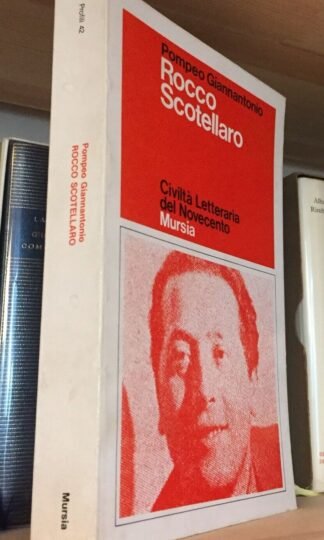 Profili 42
Pompeo Giannantonio
ROCCO SCOTELLARO
Mursia
Pompeo Giannantonio
Rocco
Scotellaro
Civiltà Letteraria
del Novecento
Mursia